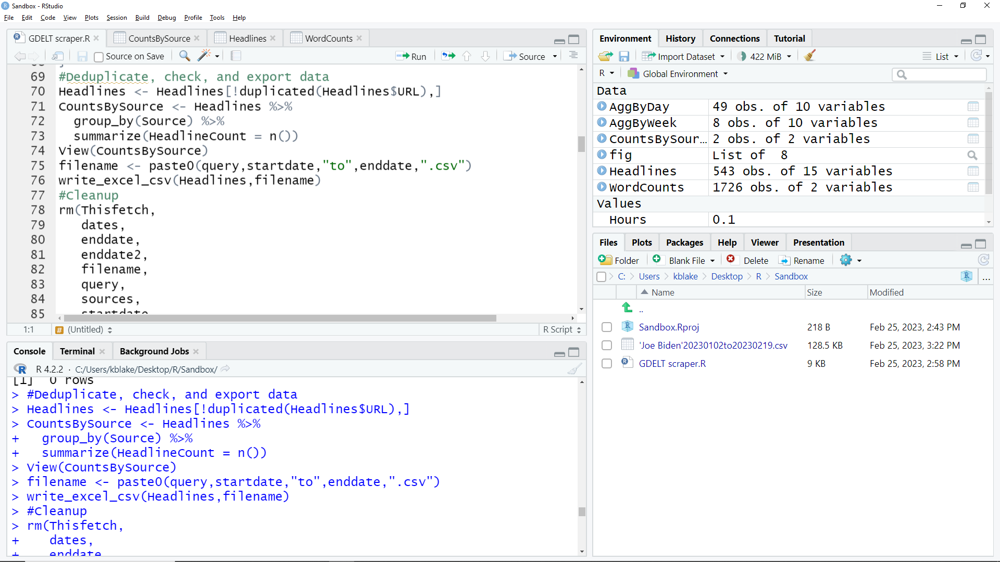 Sandbox - RStudio
File Edit Code View Plots Session Build Debug Profile Tools Help
GDELT scraper.R CountsBySource Headlines WordCounts
Source on Save Run Source
69 #Deduplicate, check, and export data
70 Headlines <- Headlines[!duplicated(Headlines$URL),]
71 CountsBySource <- Headlines %>%
72 group_by(Source) %>%
73 summarize(HeadlineCount = n())
74 View(CountsBySource)
75 filename <- paste0(query,startdate,"to",enddate,".csv")
76 write_excel_csv(Headlines,filename)
77 #Cleanup
78 rm(Thisfetch,
79 dates,
80 enddate,
81 enddate2,
82 filename,
83 query,
84 sources,
85 startdate
1:1 # (Untitled) R Script
Console Terminal Background Jobs
R 4.2.2 · C:/Users/kblake/Desktop/R/Sandbox/
[1] 0 rows
> #Deduplicate, check, and export data
> Headlines <- Headlines[!duplicated(Headlines$URL),]
> CountsBySource <- Headlines %>%
+ group_by(Source) %>%
+ summarize(HeadlineCount = n())
> View(CountsBySource)
> filename <- paste0(query,startdate,"to",enddate,".csv")
> write_excel_csv(Headlines,filename)
> #Cleanup
> rm(Thisfetch,
+ dates,
+ enddate
Environment History Connections Tutorial
Import Dataset 422 MiB List
R Global Environment
Data
AggByDay 49 obs. of 10 variables
AggByWeek 8 obs. of 10 variables
CountsBySour… 2 obs. of 2 variables
fig List of 8
Headlines 543 obs. of 15 variables
WordCounts 1726 obs. of 2 variables
Values
Hours 0.1
Files Plots Packages Help Viewer Presentation
Folder Blank File Delete Rename
C: Users kblake Desktop R Sandbox ...
Name Size Modified
..
Sandbox.Rproj 218 B Feb 25, 2023, 2:43 PM
'Joe Biden'20230102to20230219.csv 128.5 KB Feb 25, 2023, 3:22 PM
GDELT scraper.R 9 KB Feb 25, 2023, 2:58 PM